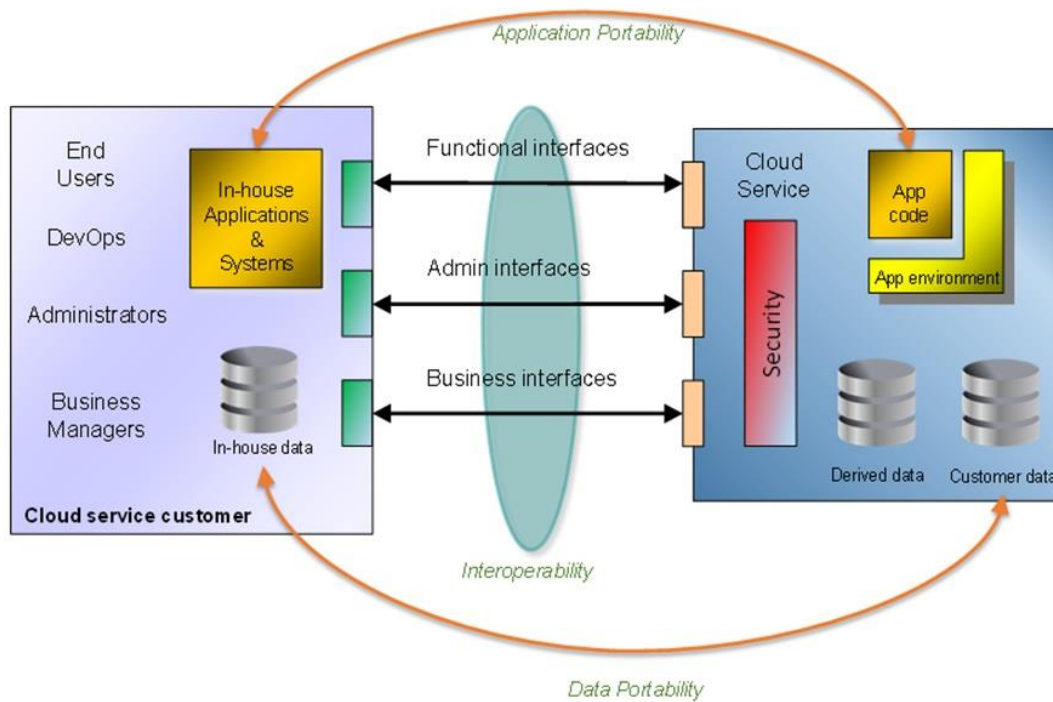 Application Portability
End
Users
DevOps
Administrators
Business
Managers
In-house
Applications
&
Systems
In-house data
Cloud service customer
Functional interfaces
Admin interfaces
Business interfaces
Interoperability
Cloud
Service
Security
App
code
App environment
Derived data
Customer data
Data Portability